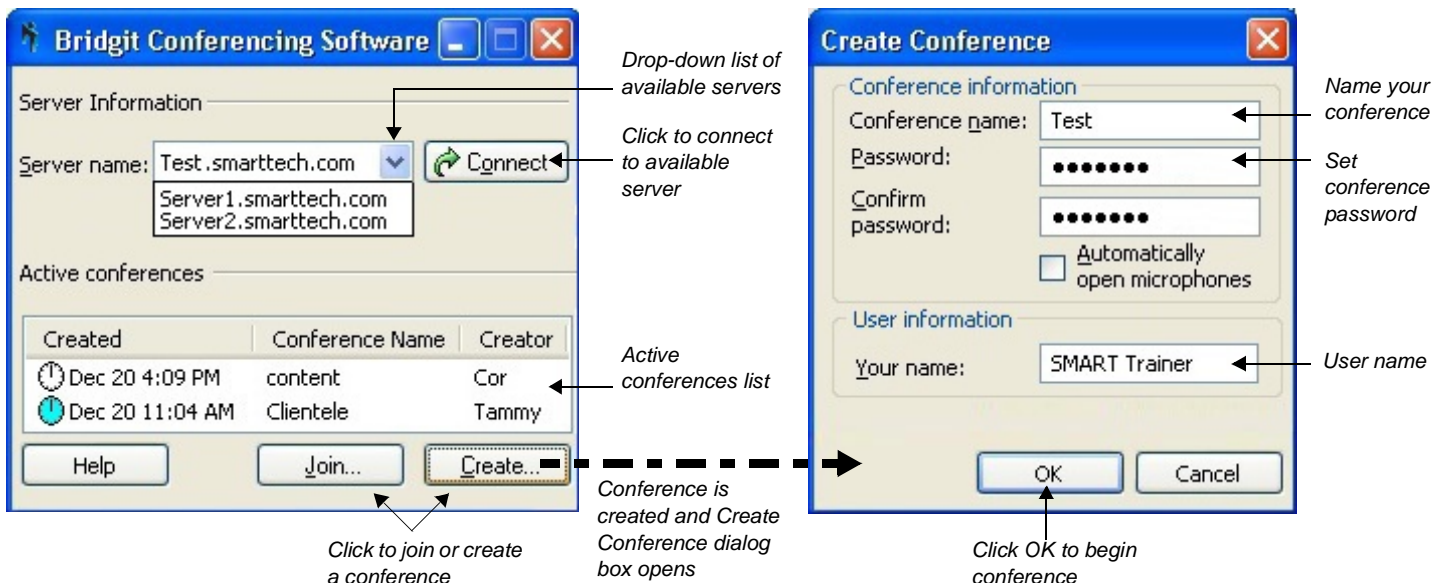 Bridgit Conferencing Software
Server Information
Server name: Test.smarttech.com Connect
Server1.smarttech.com
Server2.smarttech.com
Active conferences
Created Conference Name Creator
Dec 20 4:09 PM content Cor
Dec 20 11:04 AM Clientele Tammy
Help Join... Create...
Drop-down list of
available servers
Click to connect
to available
server
Active
conferences list
Click to join or create
a conference
Conference is
created and Create
Conference dialog
box opens
Create Conference
Conference information
Conference name: Test
Password: •••••••
Confirm
password: •••••••
Automatically
open microphones
User information
Your name: SMART Trainer
OK Cancel
Name your
conference
Set
conference
password
User name
Click OK to begin
conference